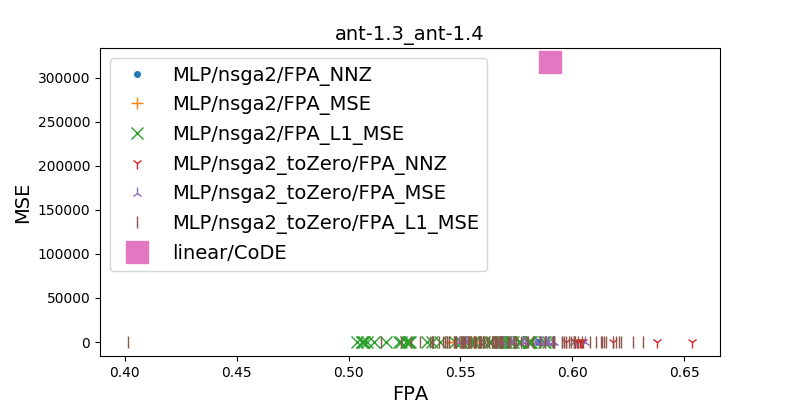 ant-1.3_ant-1.4
MLP/nsga2/FPA_NNZ
MLP/nsga2/FPA_MSE
MLP/nsga2/FPA_L1_MSE
MLP/nsga2_toZero/FPA_NNZ
MLP/nsga2_toZero/FPA_MSE
MLP/nsga2_toZero/FPA_L1_MSE
linear/CoDE
MSE
300000
250000
200000
150000
100000
50000
0
0.40 0.45 0.50 0.55 0.60 0.65
FPA